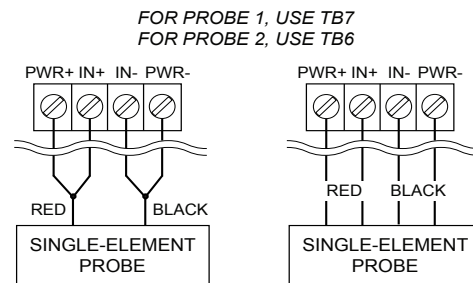 FOR PROBE 1, USE TB7
FOR PROBE 2, USE TB6
PWR+ IN+ IN- PWR-
RED BLACK
SINGLE-ELEMENT
PROBE
PWR+ IN+ IN- PWR-
RED BLACK
SINGLE-ELEMENT
PROBE